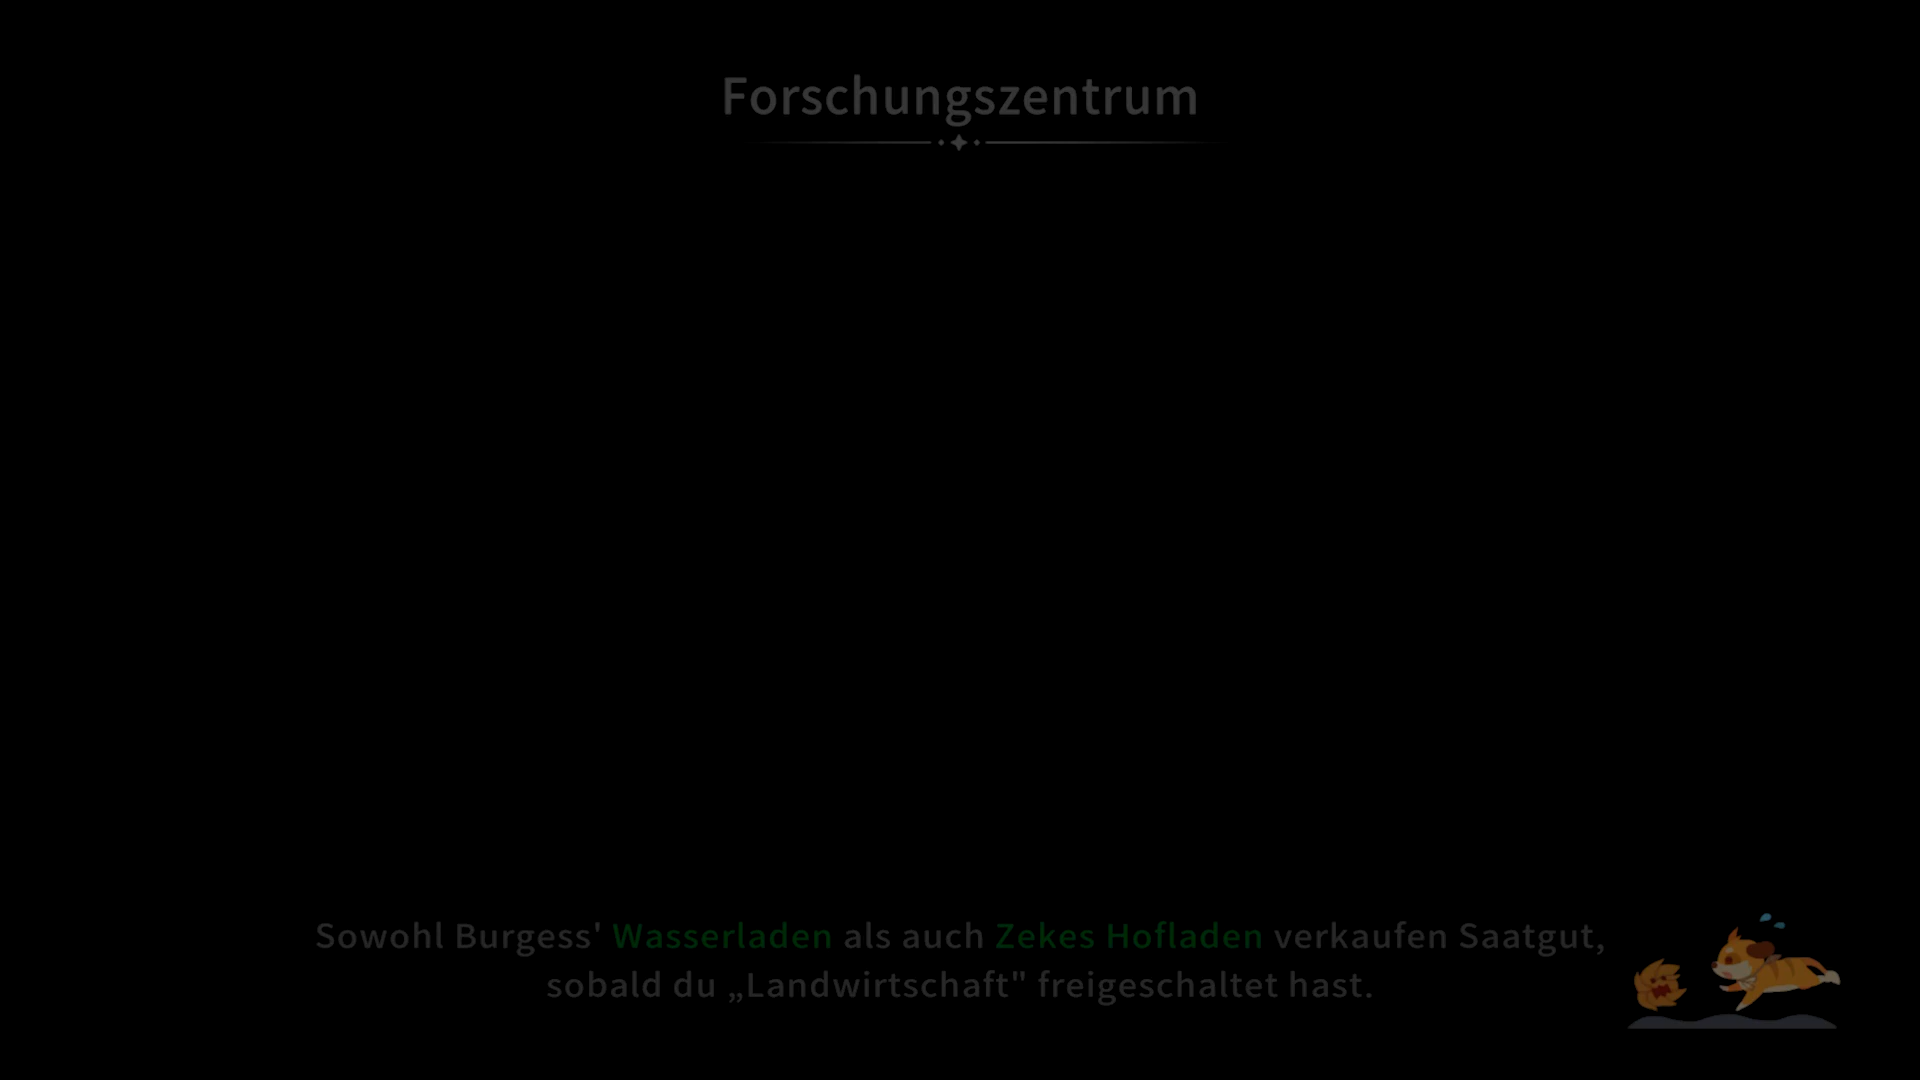 Forschungszentrum
Sowohl Burgess' Wasserladen als auch Zekes Hofladen verkaufen Saatgut,
sobald du „Landwirtschaft" freigeschaltet hast.